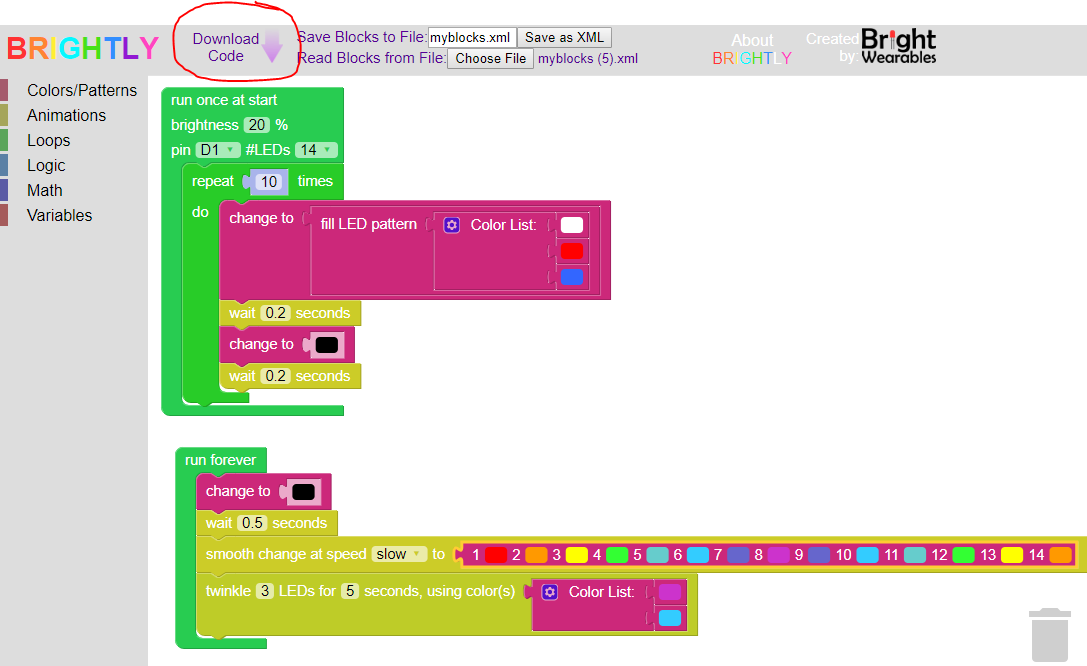 BRIGHTLY
Download Code
Save Blocks to File: myblocks.xml Save as XML
Read Blocks from File: Choose File myblocks (5).xml
About BRIGHTLY
Created by: Bright Wearables
Colors/Patterns
Animations
Loops
Logic
Math
Variables
run once at start
brightness 20 %
pin D1 #LEDs 14
repeat 10 times
do change to fill LED pattern Color List:
wait 0.2 seconds
change to
wait 0.2 seconds
run forever
change to
wait 0.5 seconds
smooth change at speed slow to 1 2 3 4 5 6 7 8 9 10 11 12 13 14
twinkle 3 LEDs for 5 seconds, using color(s) Color List: